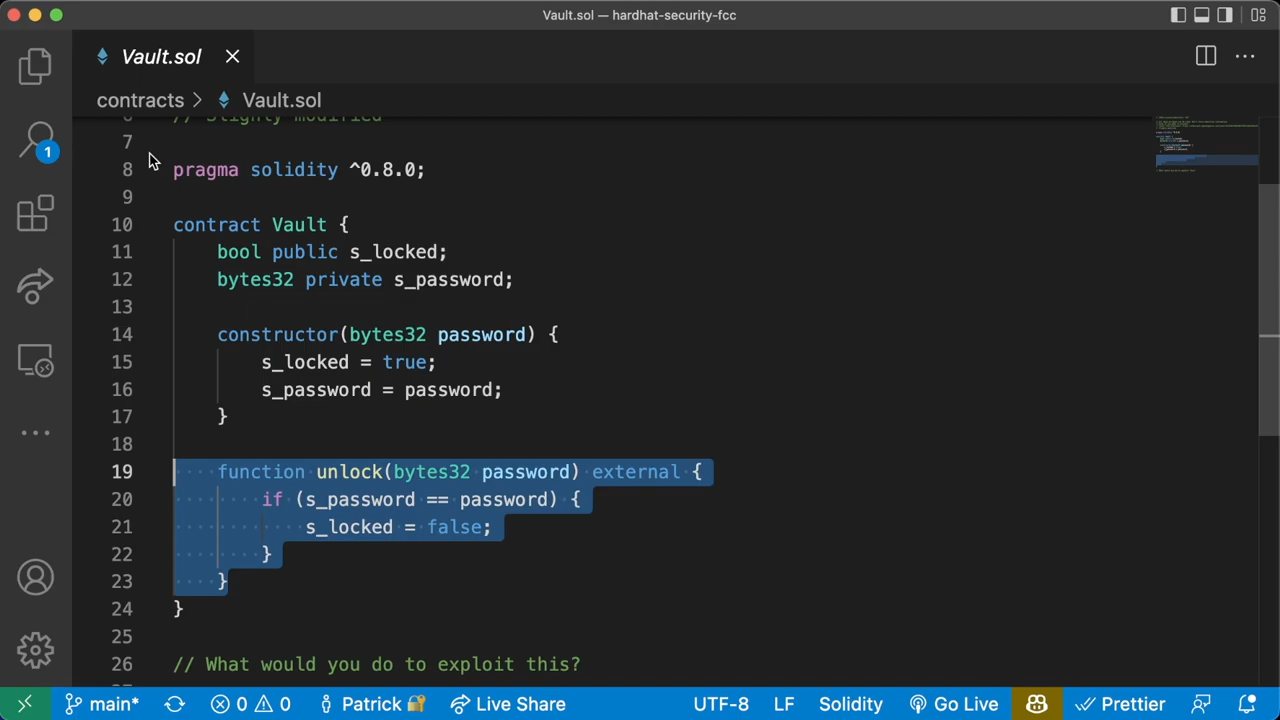 Vault.sol — hardhat-security-fcc
Vault.sol
contracts > Vault.sol
6 // Slighly modified
7
8 pragma solidity ^0.8.0;
9
10 contract Vault {
11 bool public s_locked;
12 bytes32 private s_password;
13
14 constructor(bytes32 password) {
15 s_locked = true;
16 s_password = password;
17 }
18
19 function unlock(bytes32 password) external {
20 if (s_password == password) {
21 s_locked = false;
22 }
23 }
24 }
25
26 // What would you do to exploit this?
1
main* 0 0 Patrick🔐 Live Share UTF-8 LF Solidity Go Live Prettier